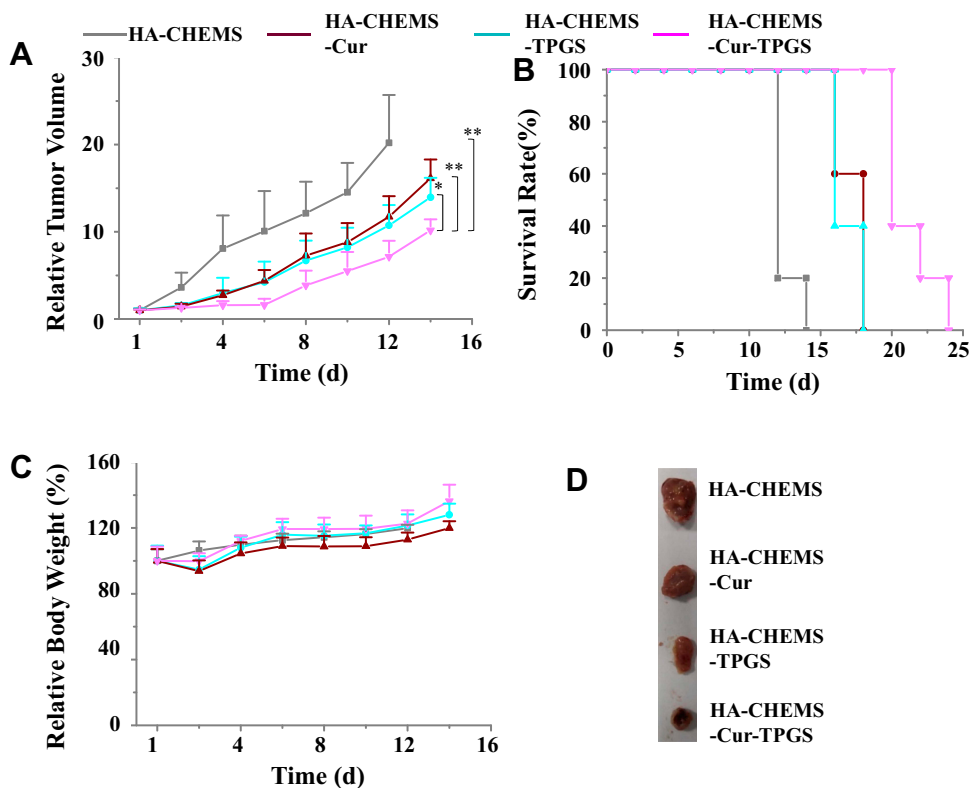 HA-CHEMS
HA-CHEMS
-Cur
HA-CHEMS
-TPGS
HA-CHEMS
-Cur-TPGS
A
Relative Tumor Volume
30
20
10
0
1
4
8
12
16
Time (d)
*
**
**
B
Survival Rate(%)
100
80
60
40
20
0
0
5
10
15
20
25
Time (d)
C
Relative Body Weight (%)
160
120
80
40
0
1
4
8
12
16
Time (d)
D
HA-CHEMS
HA-CHEMS
-Cur
HA-CHEMS
-TPGS
HA-CHEMS
-Cur-TPGS